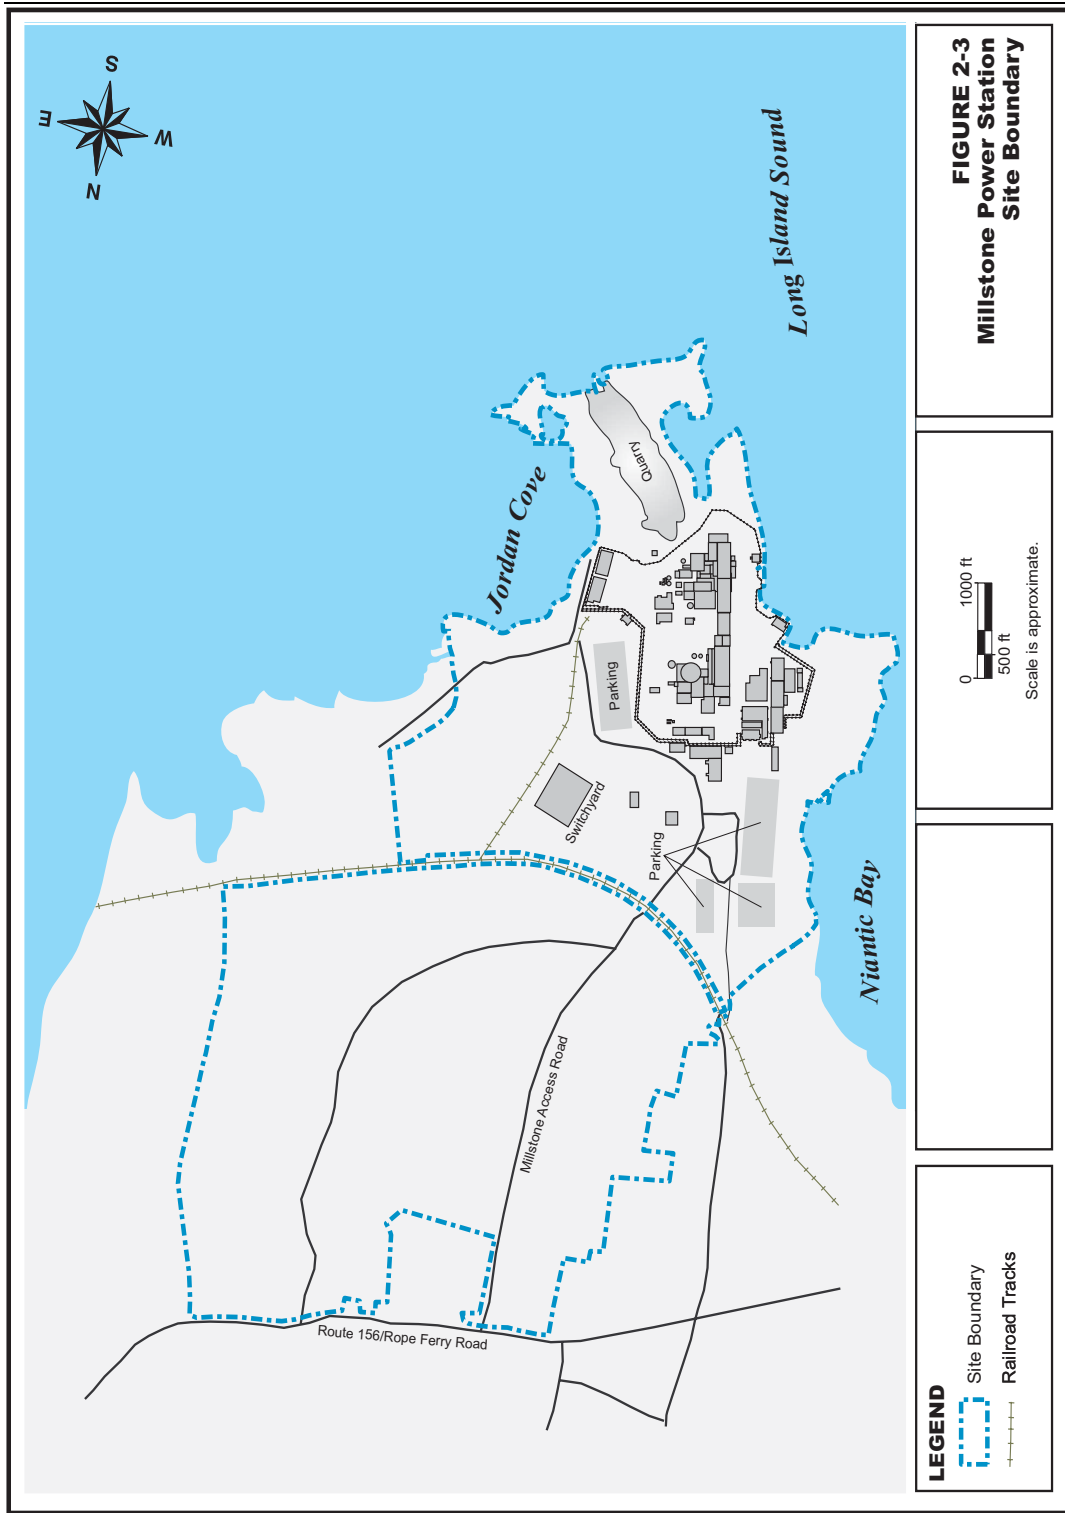 S
E
W
N
Long Island Sound
Jordan Cove
Quarry
Parking
Switchyard
Parking
Niantic Bay
Millstone Access Road
Route 156/Rope Ferry Road
FIGURE 2-3
Millstone Power Station
Site Boundary
0
1000 ft
500 ft
Scale is approximate.
LEGEND
Site Boundary
Railroad Tracks